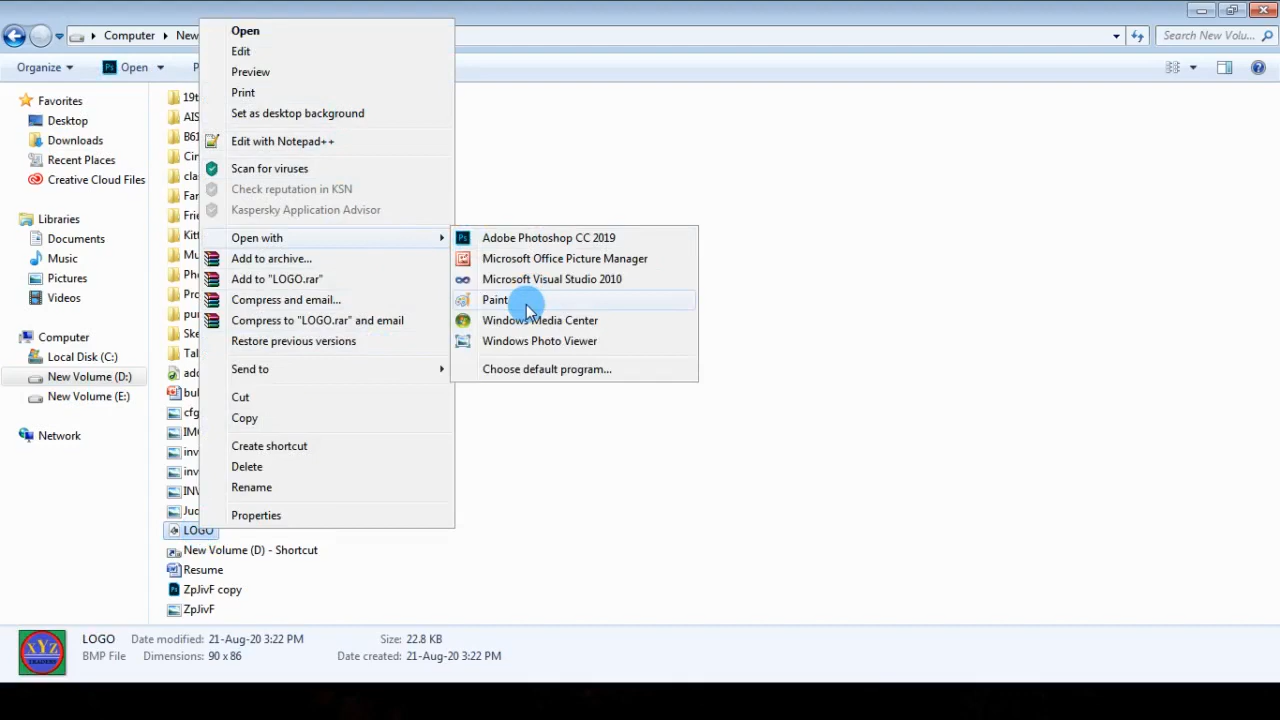 Computer
New
Search New Volu...
Organize
Open
Favorites
Desktop
Downloads
Recent Places
Creative Cloud Files
Libraries
Documents
Music
Pictures
Videos
Computer
Local Disk (C:)
New Volume (D:)
New Volume (E:)
Network
LOGO
New Volume (D) - Shortcut
Resume
ZpJivF copy
ZpJivF
Open
Edit
Preview
Print
Set as desktop background
Edit with Notepad++
Scan for viruses
Check reputation in KSN
Kaspersky Application Advisor
Open with
Add to archive...
Add to "LOGO.rar"
Compress and email...
Compress to "LOGO.rar" and email
Restore previous versions
Send to
Cut
Copy
Create shortcut
Delete
Rename
Properties
Adobe Photoshop CC 2019
Microsoft Office Picture Manager
Microsoft Visual Studio 2010
Paint
Windows Media Center
Windows Photo Viewer
Choose default program...
XYZ
TRADERS
LOGO Date modified: 21-Aug-20 3:22 PM Size: 22.8 KB
BMP File Dimensions: 90 x 86 Date created: 21-Aug-20 3:22 PM